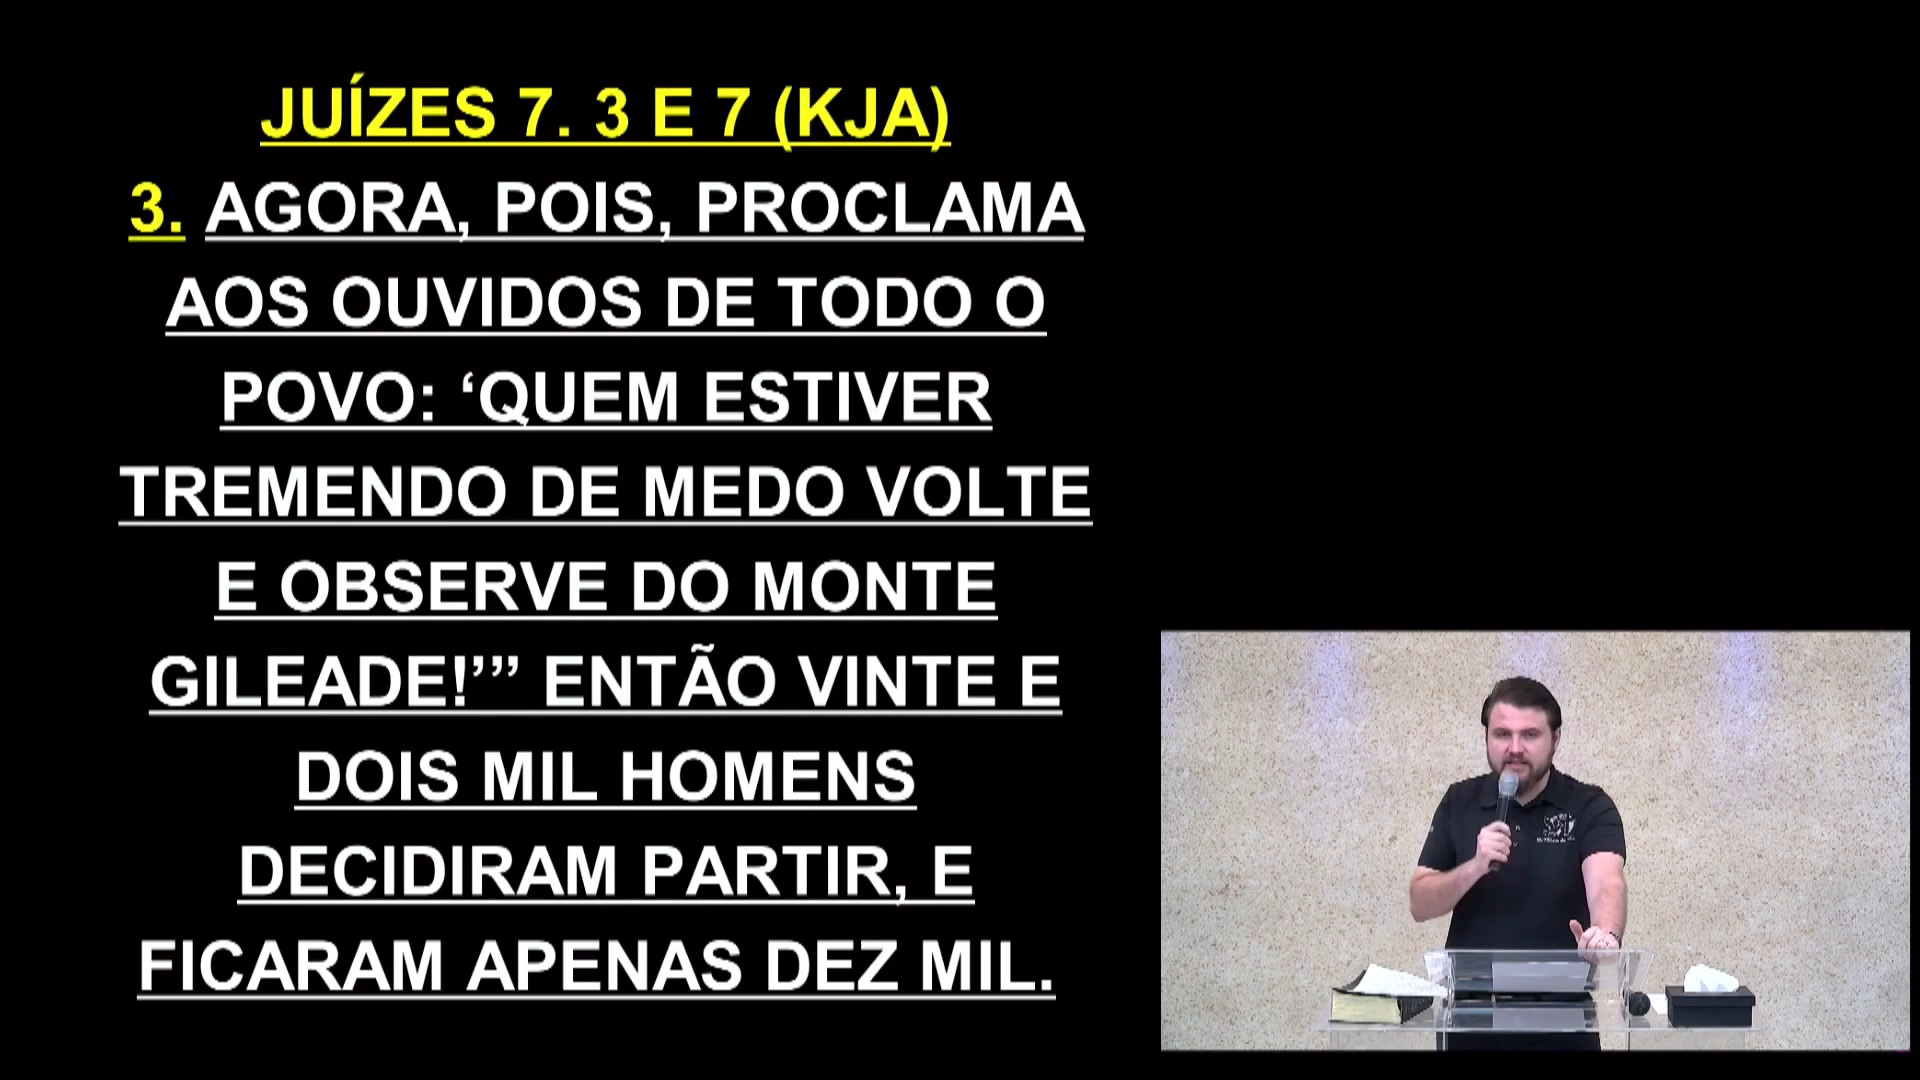 JUÍZES 7. 3 E 7 (KJA)
3. AGORA, POIS, PROCLAMA
AOS OUVIDOS DE TODO O
POVO: ‘QUEM ESTIVER
TREMENDO DE MEDO VOLTE
E OBSERVE DO MONTE
GILEADE!’” ENTÃO VINTE E
DOIS MIL HOMENS
DECIDIRAM PARTIR, E
FICARAM APENAS DEZ MIL.